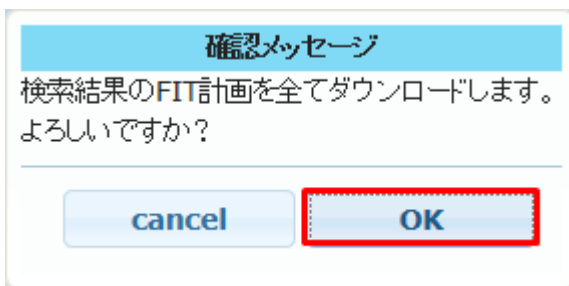 確認メッセージ
検索結果のFIT計画を全てダウンロードします。
よろしいですか？
cancel
OK